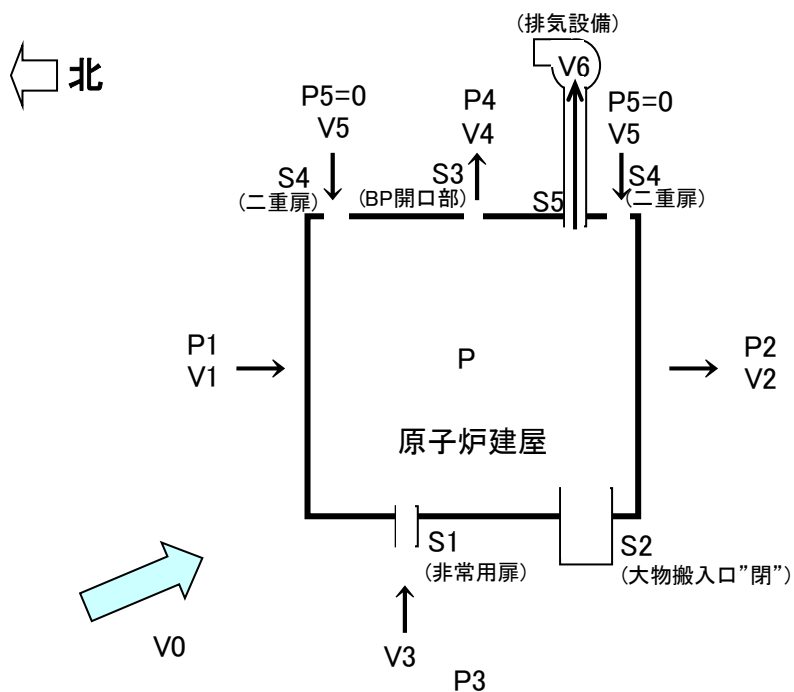 (排気設備)
北
V6
P5=0
V5
P4
V4
P5=0
V5
S4
(二重扉)
S3
(BP開口部)
S5
S4
(二重扉)
P1
V1
P
P2
V2
原子炉建屋
S1
(非常用扉)
S2
(大物搬入口”閉”)
V0
V3
P3